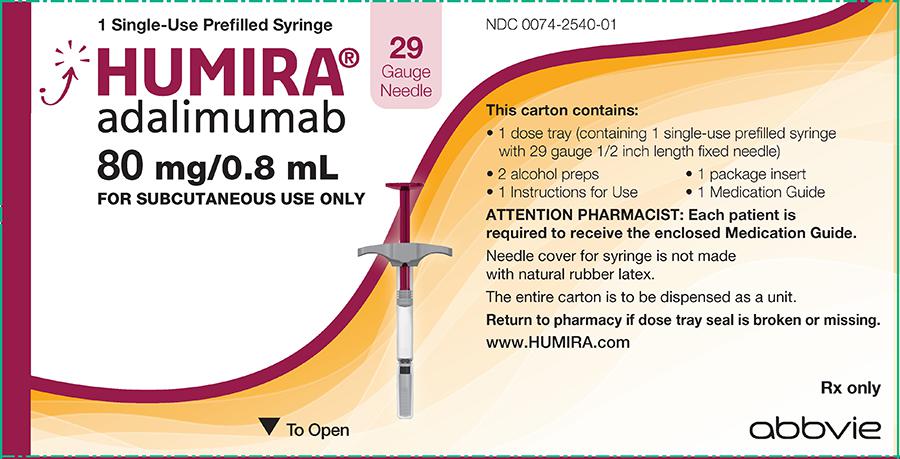 1 Single-Use Prefilled Syringe
HUMIRA®
adalimumab
80 mg/0.8 mL
FOR SUBCUTANEOUS USE ONLY
29
Gauge
Needle
To Open
NDC 0074-2540-01
This carton contains:
• 1 dose tray (containing 1 single-use prefilled syringe
with 29 gauge 1/2 inch length fixed needle)
• 2 alcohol preps • 1 package insert
• 1 Instructions for Use • 1 Medication Guide
ATTENTION PHARMACIST: Each patient is
required to receive the enclosed Medication Guide.
Needle cover for syringe is not made
with natural rubber latex.
The entire carton is to be dispensed as a unit.
Return to pharmacy if dose tray seal is broken or missing.
www.HUMIRA.com
Rx only
abbvie